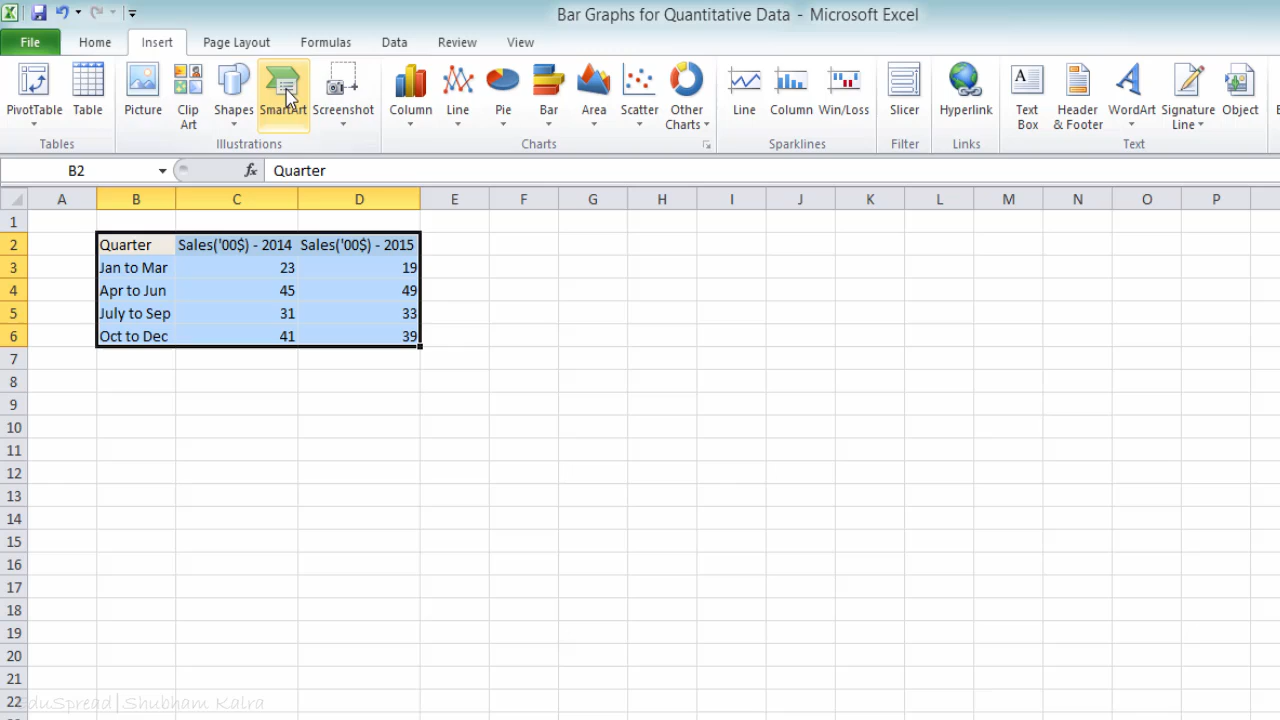 Bar Graphs for Quantitative Data - Microsoft Excel
File Home Insert Page Layout Formulas Data Review View
PivotTable Table Picture Clip Art Shapes SmartArt Screenshot Column Line Pie Bar Area Scatter Other Charts Line Column Win/Loss Slicer Hyperlink Text Box Header & Footer WordArt Signature Line Object
Tables Illustrations Charts Sparklines Filter Links Text
B2 fx Quarter
A B C D E F G H I J K L M N O P
1
2 Quarter Sales('00$) - 2014 Sales('00$) - 2015
3 Jan to Mar 23 19
4 Apr to Jun 45 49
5 July to Sep 31 33
6 Oct to Dec 41 39
7
8
9
10
11
12
13
14
15
16
17
18
19
20
21
22 EduSpread|Shubham Kalra